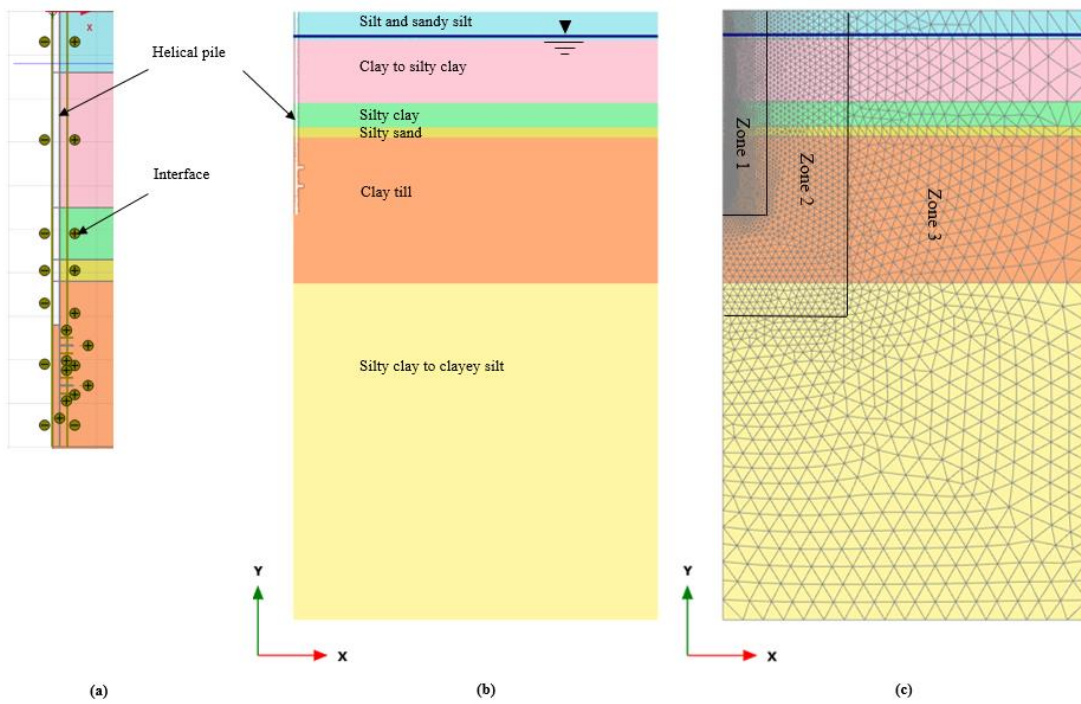 x
Helical pile
Interface
(a)
Silt and sandy silt
Clay to silty clay
Silty clay
Silty sand
Clay till
Silty clay to clayey silt
Y
X
(b)
Zone 1
Zone 2
Zone 3
Y
X
(c)